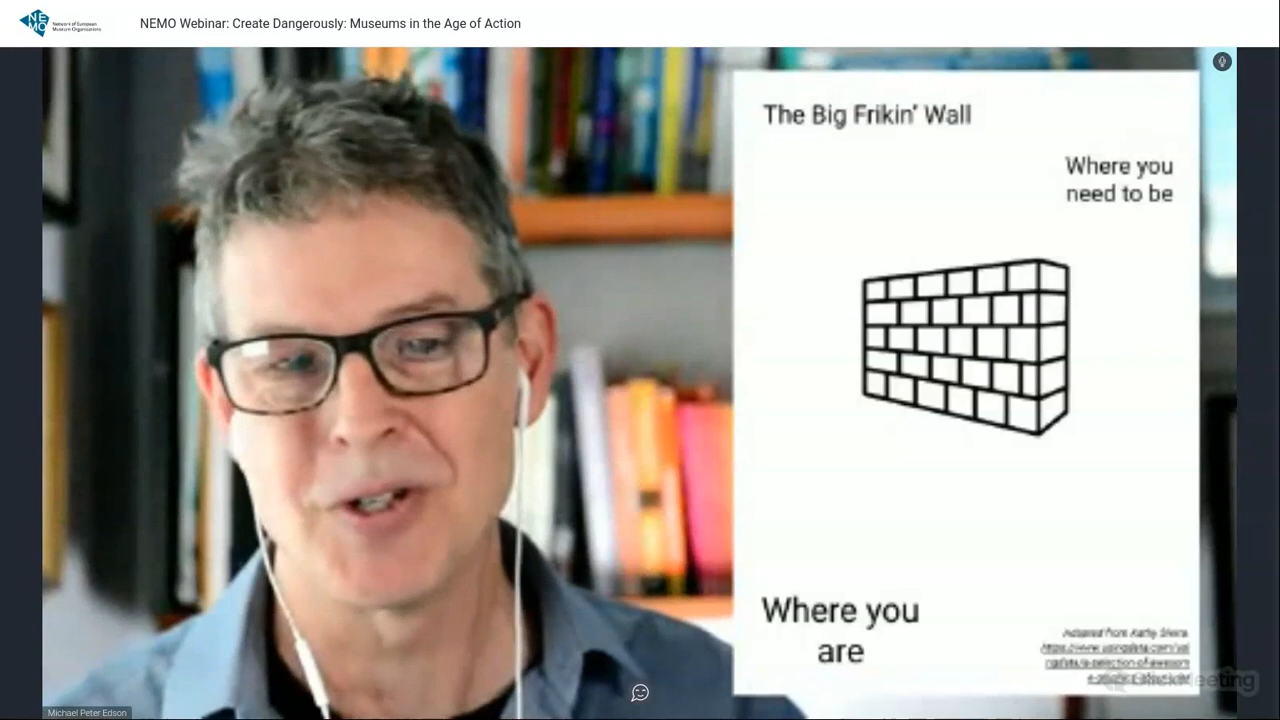 NEMO
Network of European
Museum Organisations
NEMO Webinar: Create Dangerously: Museums in the Age of Action
The Big Frikin' Wall
Where you
need to be
Where you
are
Adapted from Kathy Sierra
Michael Peter Edson